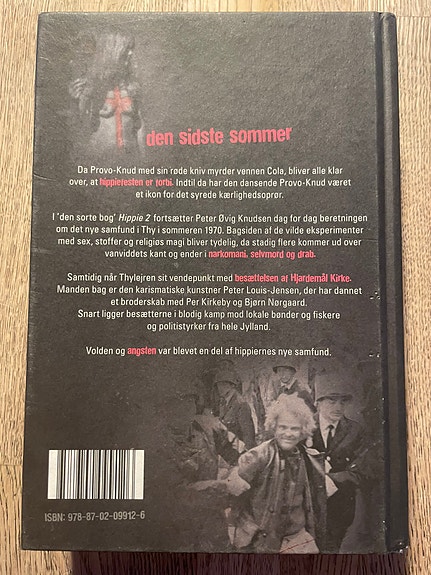 den sidste sommer
Da Provo-Knud med sin røde kniv myrder vennen Cola, bliver alle klar
over, at hippiefesten er forbi. Indtil da har den dansende Provo-Knud været
et ikon for det syrede kærlighedsoprør.
I 'den sorte bog' Hippie 2 fortsætter Peter Øvig Knudsen dag for dag beretningen
om det nye samfund i Thy i sommeren 1970. Bagsiden af de vilde eksperimenter
med sex, stoffer og religiøs magi bliver tydelig, da stadig flere kommer ud over
vanviddets kant og ender i narkomani, selvmord og drab.
Samtidig når Thylejren sit vendepunkt med besættelsen af Hjardemål Kirke.
Manden bag er den karismatiske kunstner Peter Louis-Jensen, der har dannet
et broderskab med Per Kirkeby og Bjørn Nørgaard.
Snart ligger besætterne i blodig kamp mod lokale bønder og fiskere
og politistyrker fra hele Jylland.
Volden og angsten var blevet en del af hippiernes nye samfund.
ISBN: 978-87-02-09912-6